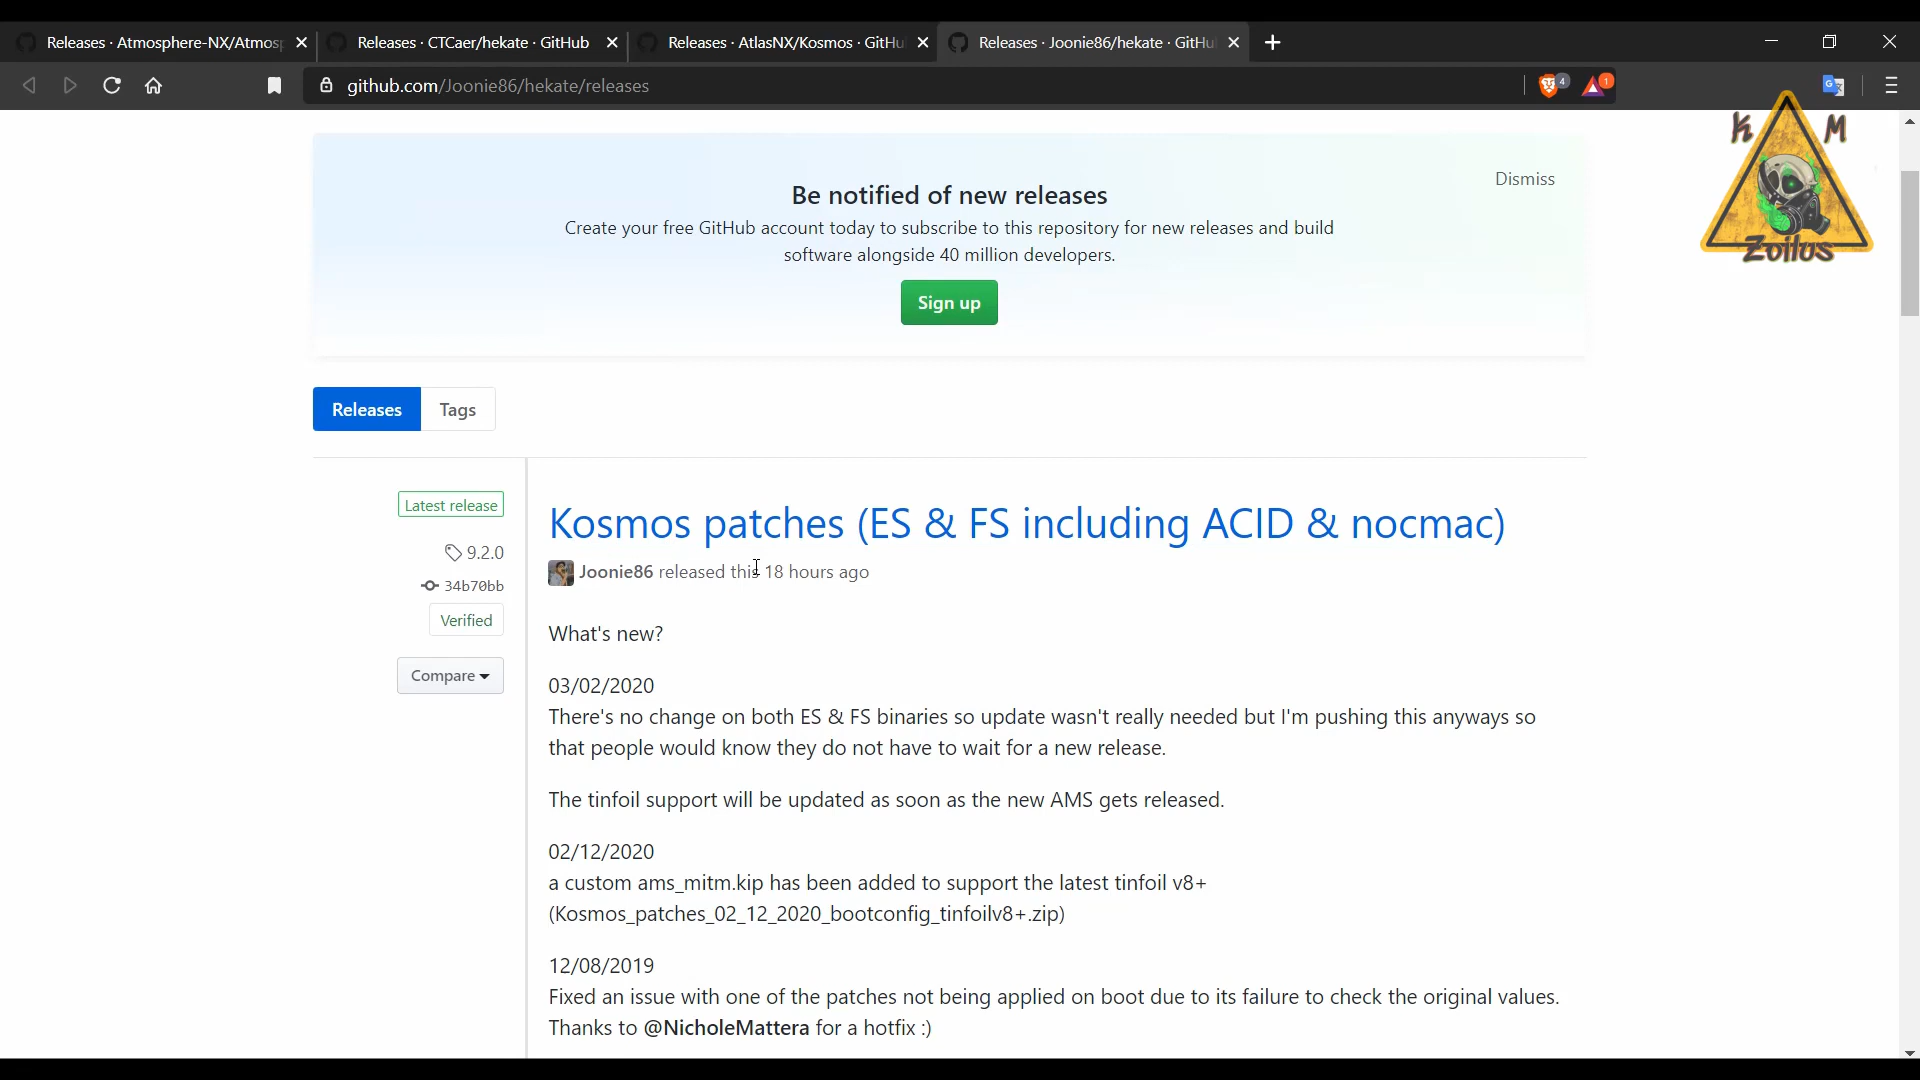 Releases · Atmosphere-NX/Atmosp
Releases · CTCaer/hekate · GitHub
Releases · AtlasNX/Kosmos · GitHu
Releases · Joonie86/hekate · GitHu
github.com/Joonie86/hekate/releases
4
1
K M
Zoilus
Be notified of new releases
Dismiss
Create your free GitHub account today to subscribe to this repository for new releases and build
software alongside 40 million developers.
Sign up
Releases
Tags
Latest release
9.2.0
34b70bb
Verified
Compare
Kosmos patches (ES & FS including ACID & nocmac)
Joonie86 released this 18 hours ago
What's new?
03/02/2020
There's no change on both ES & FS binaries so update wasn't really needed but I'm pushing this anyways so
that people would know they do not have to wait for a new release.
The tinfoil support will be updated as soon as the new AMS gets released.
02/12/2020
a custom ams_mitm.kip has been added to support the latest tinfoil v8+
(Kosmos_patches_02_12_2020_bootconfig_tinfoilv8+.zip)
12/08/2019
Fixed an issue with one of the patches not being applied on boot due to its failure to check the original values.
Thanks to @NicholeMattera for a hotfix :)